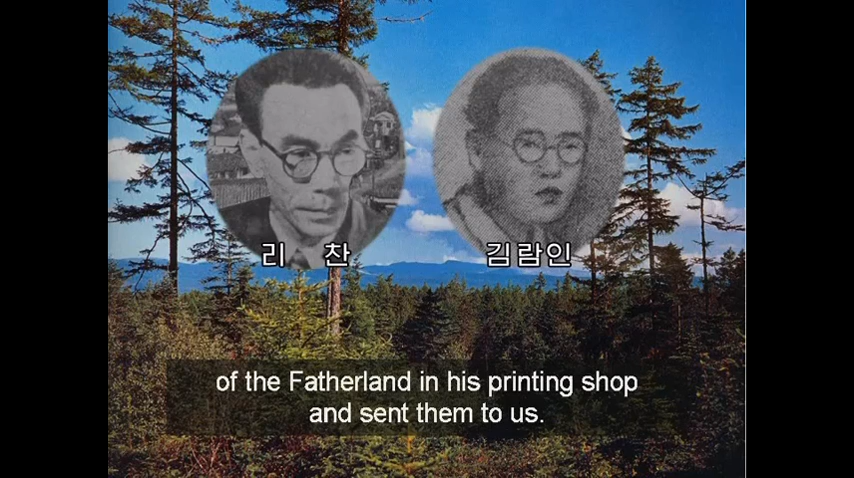 리 찬
김람인
of the Fatherland in his printing shop
and sent them to us.